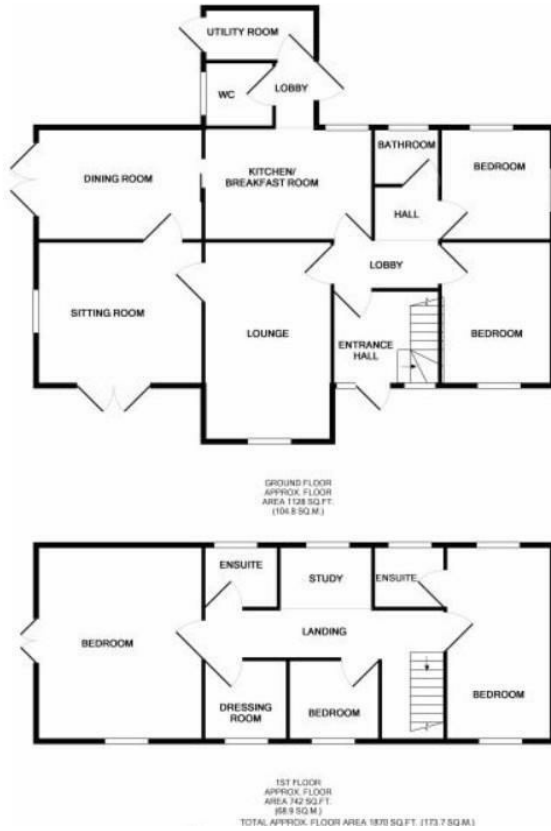 UTILITY ROOM
WC
LOBBY
BATHROOM
BEDROOM
DINING ROOM
KITCHEN/
BREAKFAST ROOM
HALL
LOBBY
SITTING ROOM
LOUNGE
ENTRANCE
HALL
BEDROOM
GROUND FLOOR
APPROX. FLOOR
AREA 1128 SQ.FT.
(104.8 SQ.M.)
ENSUITE
STUDY
ENSUITE
BEDROOM
LANDING
BEDROOM
DRESSING
ROOM
BEDROOM
1ST FLOOR
APPROX. FLOOR
AREA 742 SQ.FT.
(68.9 SQ.M.)
TOTAL APPROX. FLOOR AREA 1870 SQ.FT. (173.7 SQ.M.)